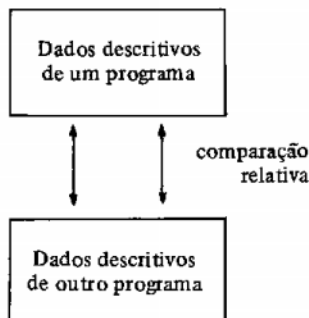 Dados descritivos
de um programa
comparação
relativa
Dados descritivos
de outro programa